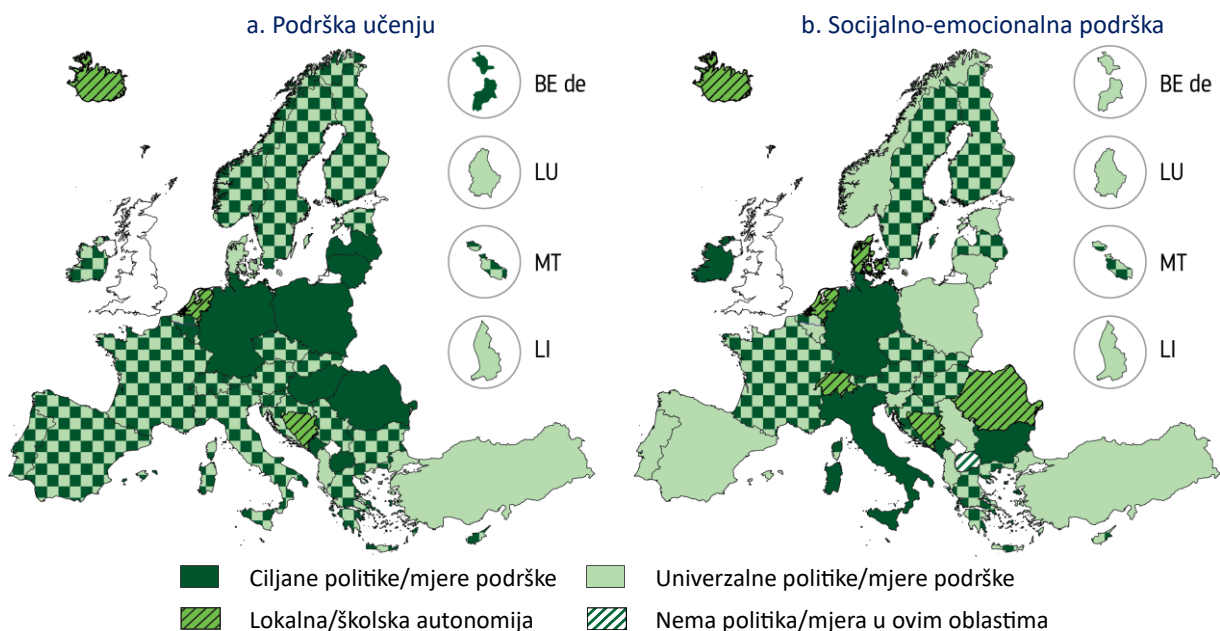 a. Podrška učenju
b. Socijalno-emocionalna podrška
BE de
LU
MT
LI
BE de
LU
MT
LI
Ciljane politike/mjere podrške
Univerzalne politike/mjere podrške
Lokalna/školska autonomija
Nema politika/mjera u ovim oblastima